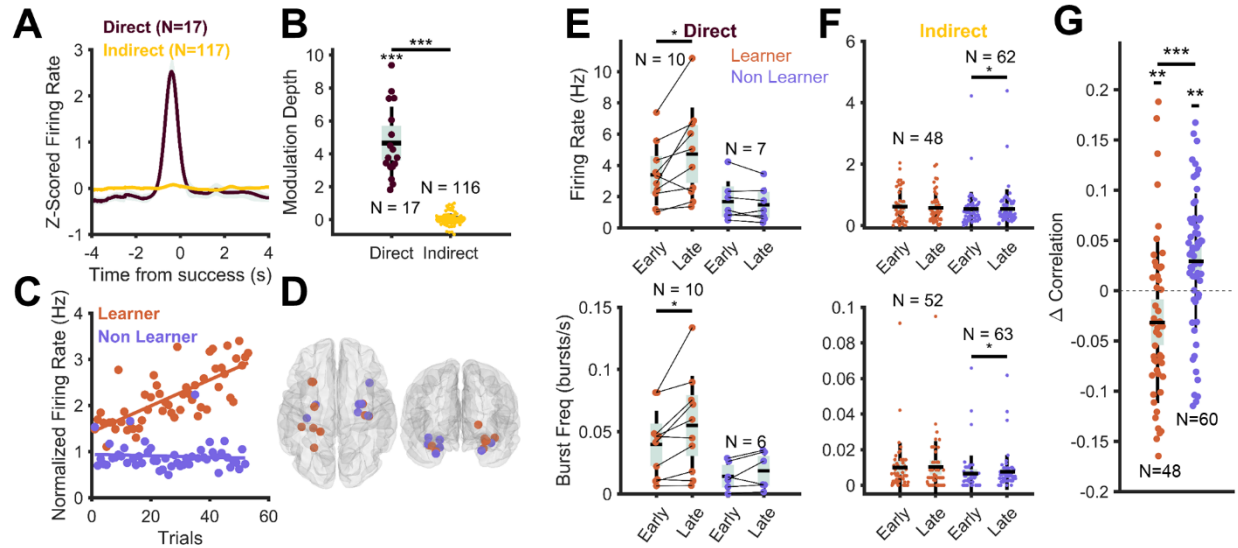 A
Direct (N=17)
Indirect (N=117)
3
2
1
0
-1
Z-Scored Firing Rate
-4
-2
0
2
4
Time from success (s)
B
***
***
10
8
6
4
2
0
Modulation Depth
N = 17
N = 116
Direct
Indirect
C
Learner
Non Learner
4
3
2
1
0
Normalized Firing Rate (Hz)
0
20
40
60
Trials
D
E
Direct
*
N = 10
Learner
Non Learner
N = 7
10
8
6
4
2
0
Firing Rate (Hz)
Early
Late
Early
Late
N = 10
*
N = 6
0.15
0.1
0.05
0
Burst Freq (bursts/s)
Early
Late
Early
Late
F
Indirect
N = 62
*
N = 48
6
4
2
0
Early
Late
Early
Late
N = 52
N = 63
*
0.1
0.08
0.06
0.04
0.02
0
Early
Late
Early
Late
G
***
**
**
0.2
0.15
0.1
0.05
0
-0.05
-0.1
-0.15
-0.2
Δ Correlation
N=48
N=60